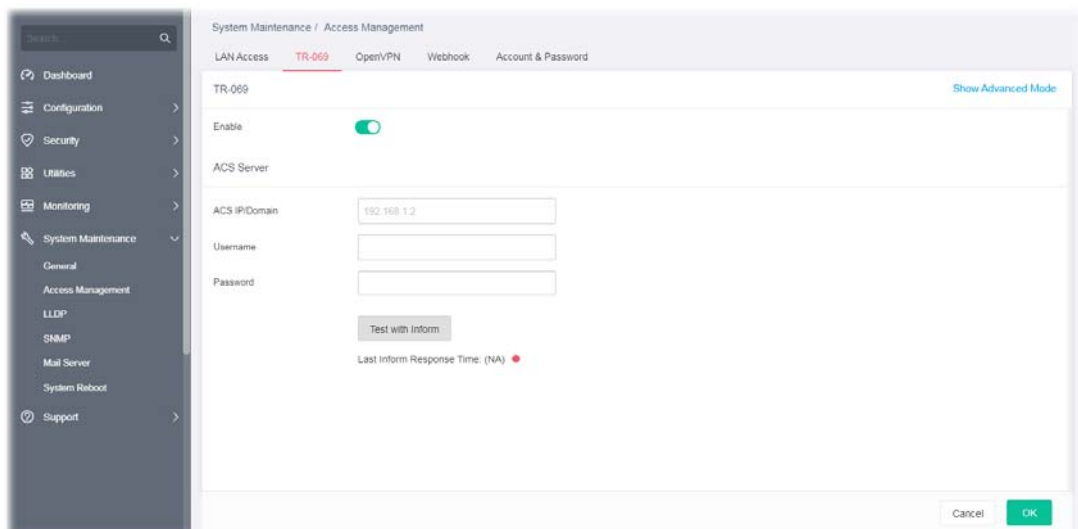 Search...
Dashboard
Configuration
Security
Utilities
Monitoring
System Maintenance
General
Access Management
LLDP
SNMP
Mail Server
System Reboot
Support
System Maintenance / Access Management
LAN Access TR-069 OpenVPN Webhook Account & Password
TR-069 Show Advanced Mode
Enable
ACS Server
ACS IP/Domain 192.168.1.2
Username
Password
Test with Inform
Last Inform Response Time: (NA)
Cancel OK